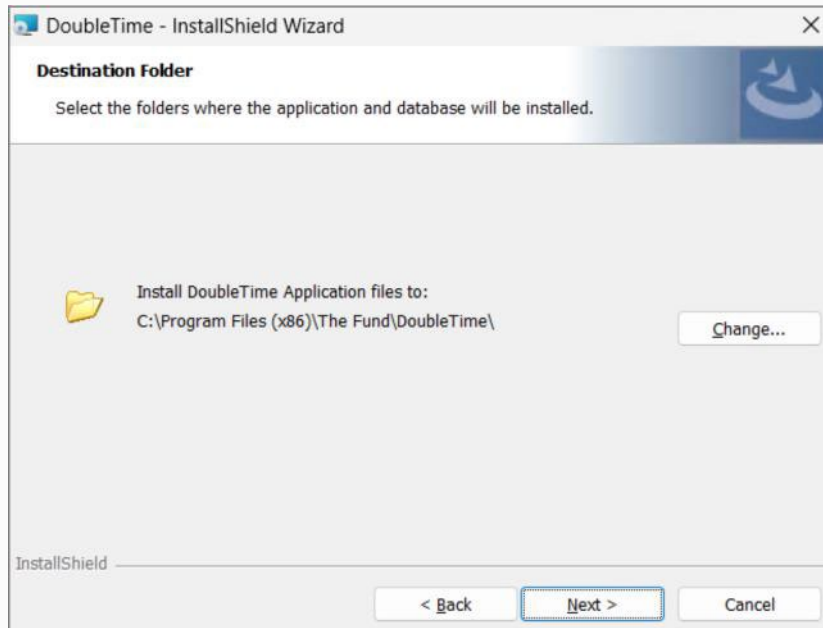 DoubleTime - InstallShield Wizard
Destination Folder
Select the folders where the application and database will be installed.
Install DoubleTime Application files to:
C:\Program Files (x86)\The Fund\DoubleTime\
Change...
InstallShield
< Back
Next >
Cancel